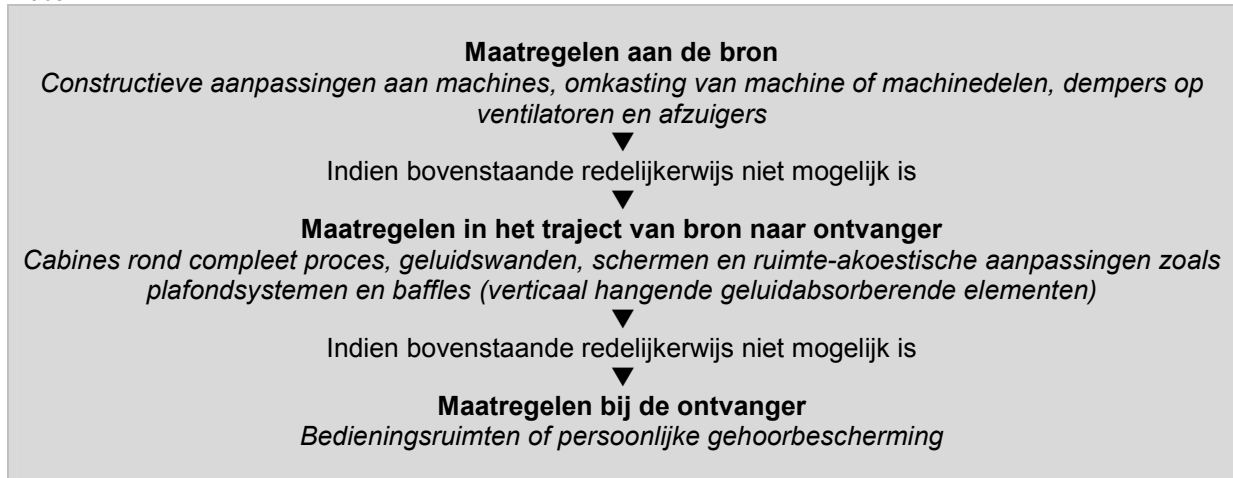 Maatregelen aan de bron
Constructieve aanpassingen aan machines, omkasting van machine of machinedelen, dempers op
ventilatoren en afzuigers
▼
Indien bovenstaande redelijkerwijs niet mogelijk is
▼
Maatregelen in het traject van bron naar ontvanger
Cabines rond compleet proces, geluidswanden, schermen en ruimte-akoestische aanpassingen zoals
plafondsystemen en baffles (verticaal hangende geluidabsorberende elementen)
▼
Indien bovenstaande redelijkerwijs niet mogelijk is
▼
Maatregelen bij de ontvanger
Bedieningsruimten of persoonlijke gehoorbescherming